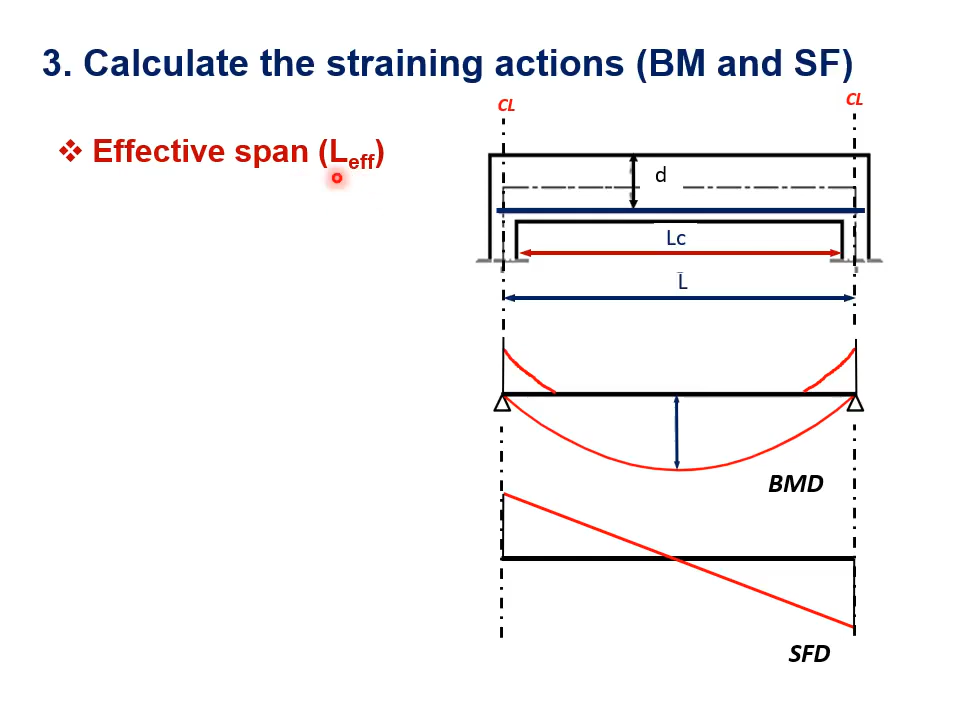 3. Calculate the straining actions (BM and SF)
CL
CL
❖ Effective span (Leff)
d
Lc
L̄
BMD
SFD